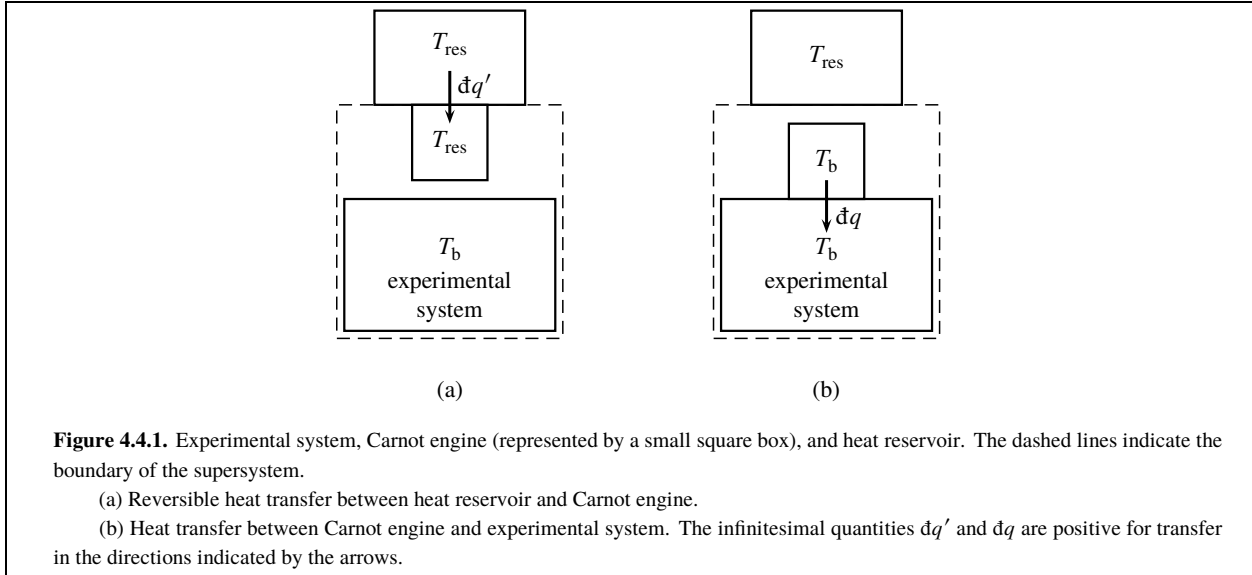 T_res
đq′
T_res
T_b
experimental
system
(a)
T_res
T_b
đq
T_b
experimental
system
(b)
Figure 4.4.1. Experimental system, Carnot engine (represented by a small square box), and heat reservoir. The dashed lines indicate the
boundary of the supersystem.
(a) Reversible heat transfer between heat reservoir and Carnot engine.
(b) Heat transfer between Carnot engine and experimental system. The infinitesimal quantities đq′ and đq are positive for transfer
in the directions indicated by the arrows.